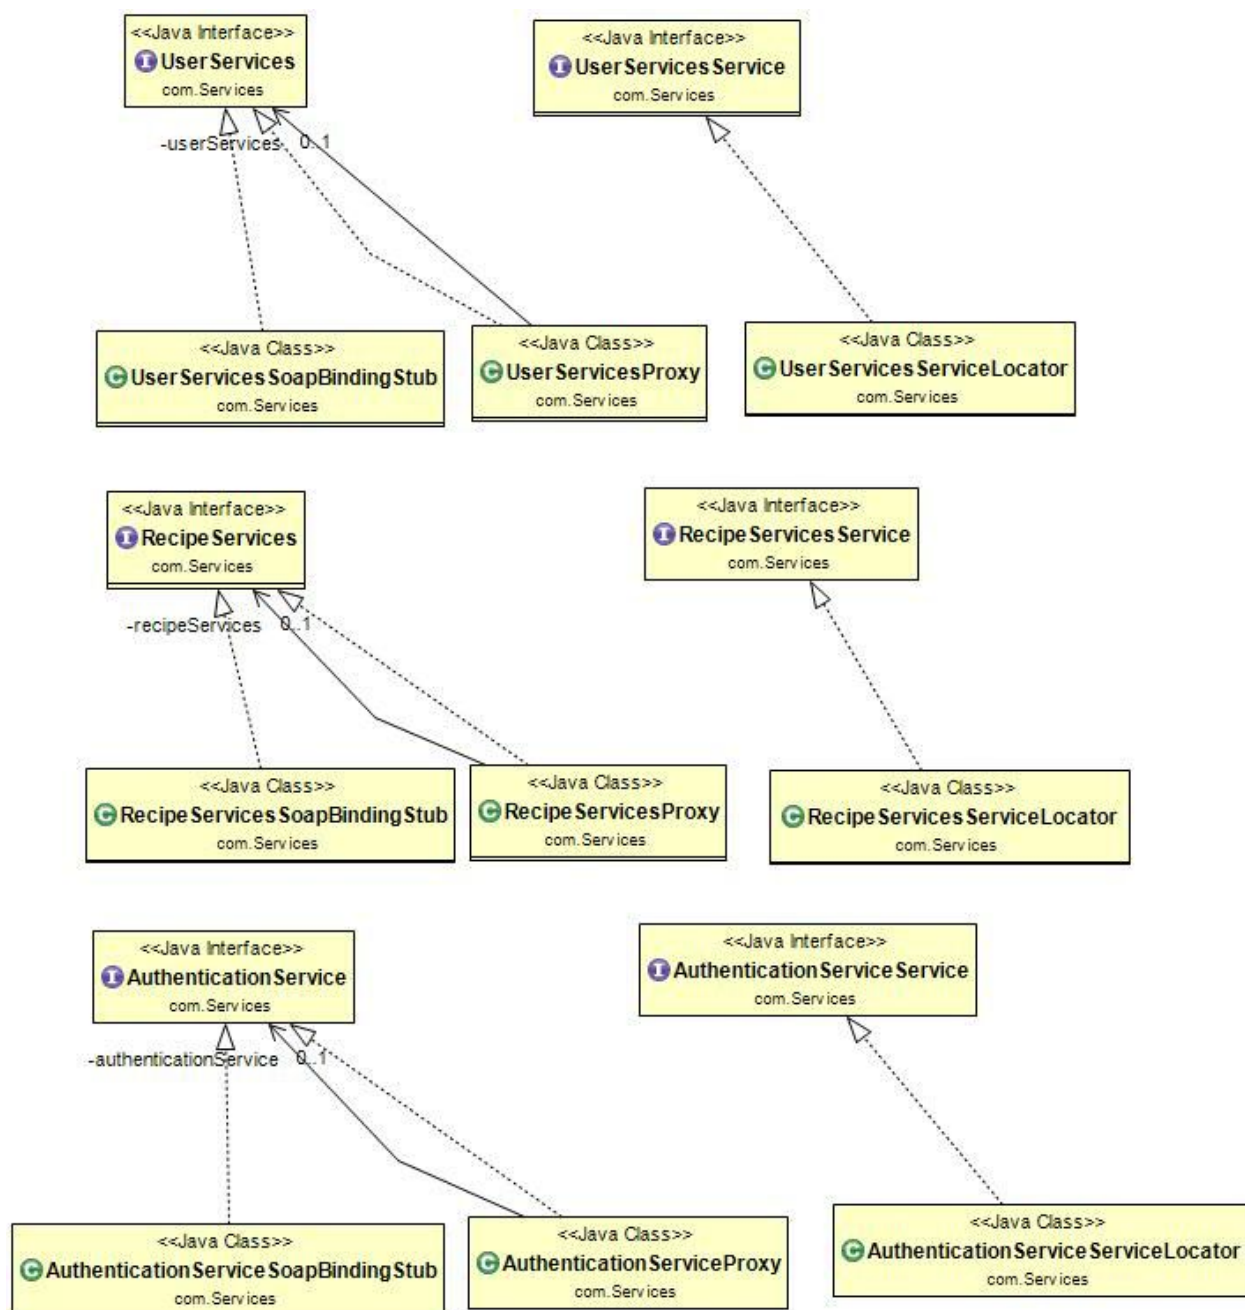 <<Java Interface>>
UserServices
com.Services
<<Java Interface>>
UserServicesService
com.Services
-userServices 0..1
<<Java Class>>
UserServicesSoapBindingStub
com.Services
<<Java Class>>
UserServicesProxy
com.Services
<<Java Class>>
UserServicesServiceLocator
com.Services
<<Java Interface>>
RecipeServices
com.Services
<<Java Interface>>
RecipeServicesService
com.Services
-recipeServices 0..1
<<Java Class>>
RecipeServicesSoapBindingStub
com.Services
<<Java Class>>
RecipeServicesProxy
com.Services
<<Java Class>>
RecipeServicesServiceLocator
com.Services
<<Java Interface>>
AuthenticationService
com.Services
<<Java Interface>>
AuthenticationServiceService
com.Services
-authenticationService 0..1
<<Java Class>>
AuthenticationServiceSoapBindingStub
com.Services
<<Java Class>>
AuthenticationServiceProxy
com.Services
<<Java Class>>
AuthenticationServiceServiceLocator
com.Services